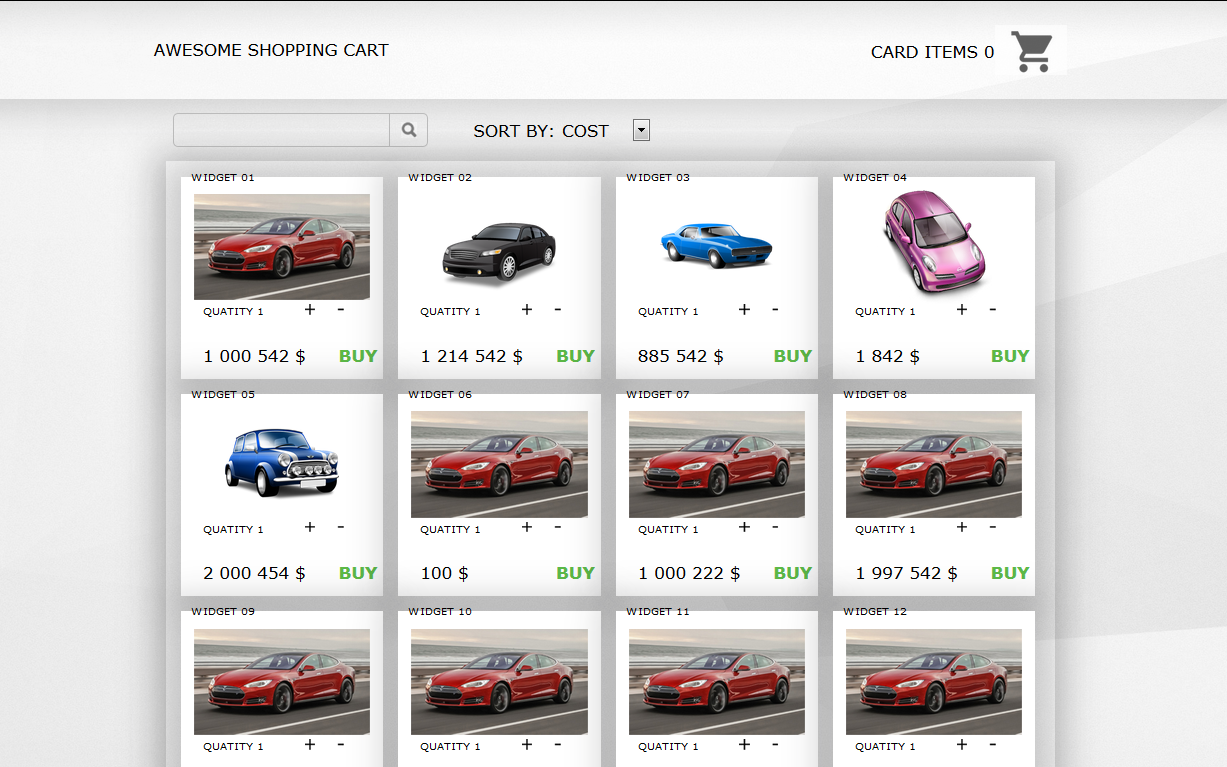 AWESOME SHOPPING CART
CARD ITEMS 0
SORT BY: COST
WIDGET 01
QUATITY 1 + -
1 000 542 $ BUY
WIDGET 02
QUATITY 1 + -
1 214 542 $ BUY
WIDGET 03
QUATITY 1 + -
885 542 $ BUY
WIDGET 04
QUATITY 1 + -
1 842 $ BUY
WIDGET 05
QUATITY 1 + -
2 000 454 $ BUY
WIDGET 06
QUATITY 1 + -
100 $ BUY
WIDGET 07
QUATITY 1 + -
1 000 222 $ BUY
WIDGET 08
QUATITY 1 + -
1 997 542 $ BUY
WIDGET 09
QUATITY 1 + -
WIDGET 10
QUATITY 1 + -
WIDGET 11
QUATITY 1 + -
WIDGET 12
QUATITY 1 + -